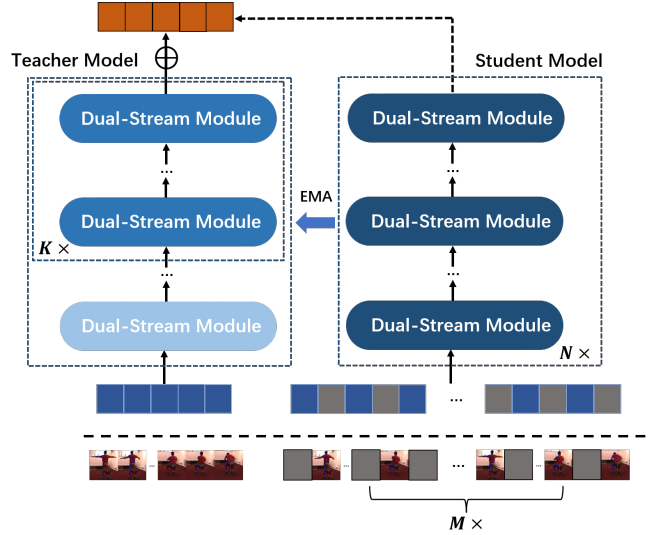 Teacher Model
Student Model
Dual-Stream Module
Dual-Stream Module
...
...
Dual-Stream Module
Dual-Stream Module
EMA
K ×
...
...
Dual-Stream Module
Dual-Stream Module
N ×
...
...
...
...
...
M ×